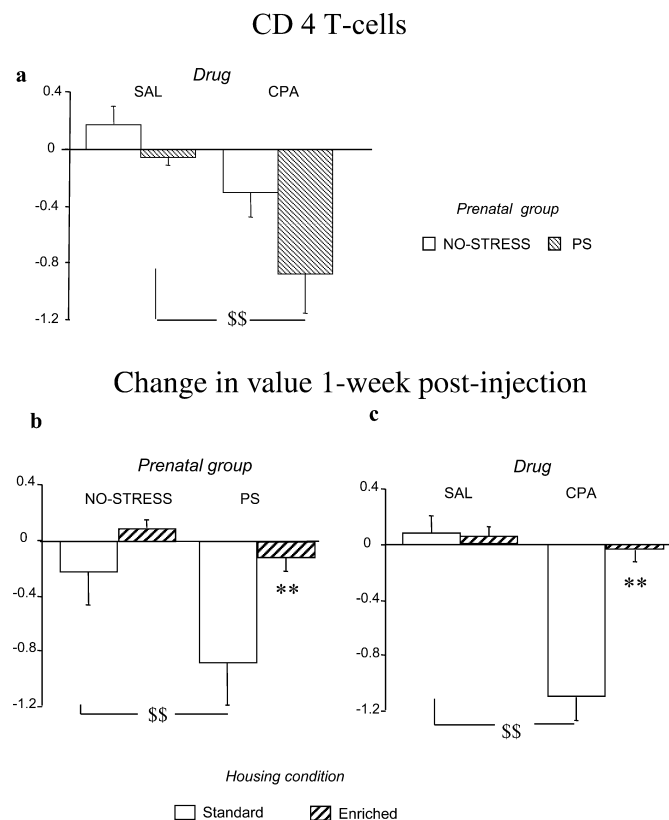 CD 4 T-cells
a
Drug
SAL CPA
0.4
0
-0.4
-0.8
-1.2
$$
Prenatal group
NO-STRESS PS
Change in value 1-week post-injection
b
Prenatal group
NO-STRESS PS
0.4
0
-0.4
-0.8
-1.2
**
$$
c
Drug
SAL CPA
0.4
0
-0.4
-0.8
-1.2
**
$$
Housing condition
Standard Enriched